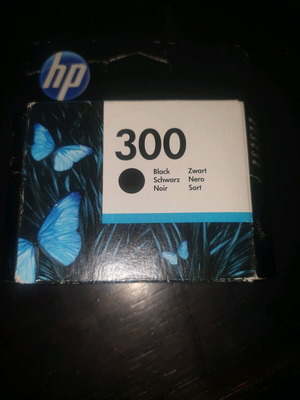 hp
300
Black Zwart
Schwarz Nero
Noir Sort